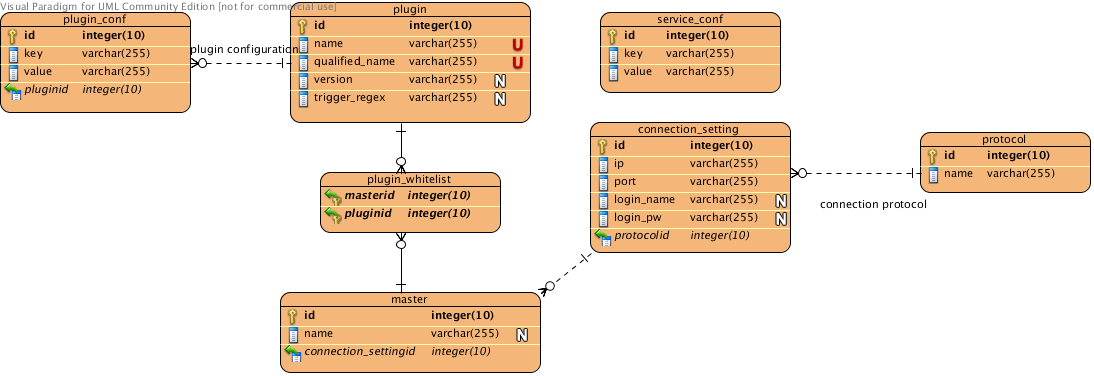 Visual Paradigm for UML Community Edition [not for commercial use]
plugin_conf
id integer(10)
key varchar(255)
value varchar(255)
pluginid integer(10)
plugin configuration
plugin
id integer(10)
name varchar(255) U
qualified_name varchar(255) U
version varchar(255) N
trigger_regex varchar(255) N
service_conf
id integer(10)
key varchar(255)
value varchar(255)
connection_setting
id integer(10)
ip varchar(255)
port varchar(255)
login_name varchar(255) N
login_pw varchar(255) N
protocolid integer(10)
protocol
id integer(10)
name varchar(255)
connection protocol
plugin_whitelist
masterid integer(10)
pluginid integer(10)
master
id integer(10)
name varchar(255) N
connection_settingid integer(10)